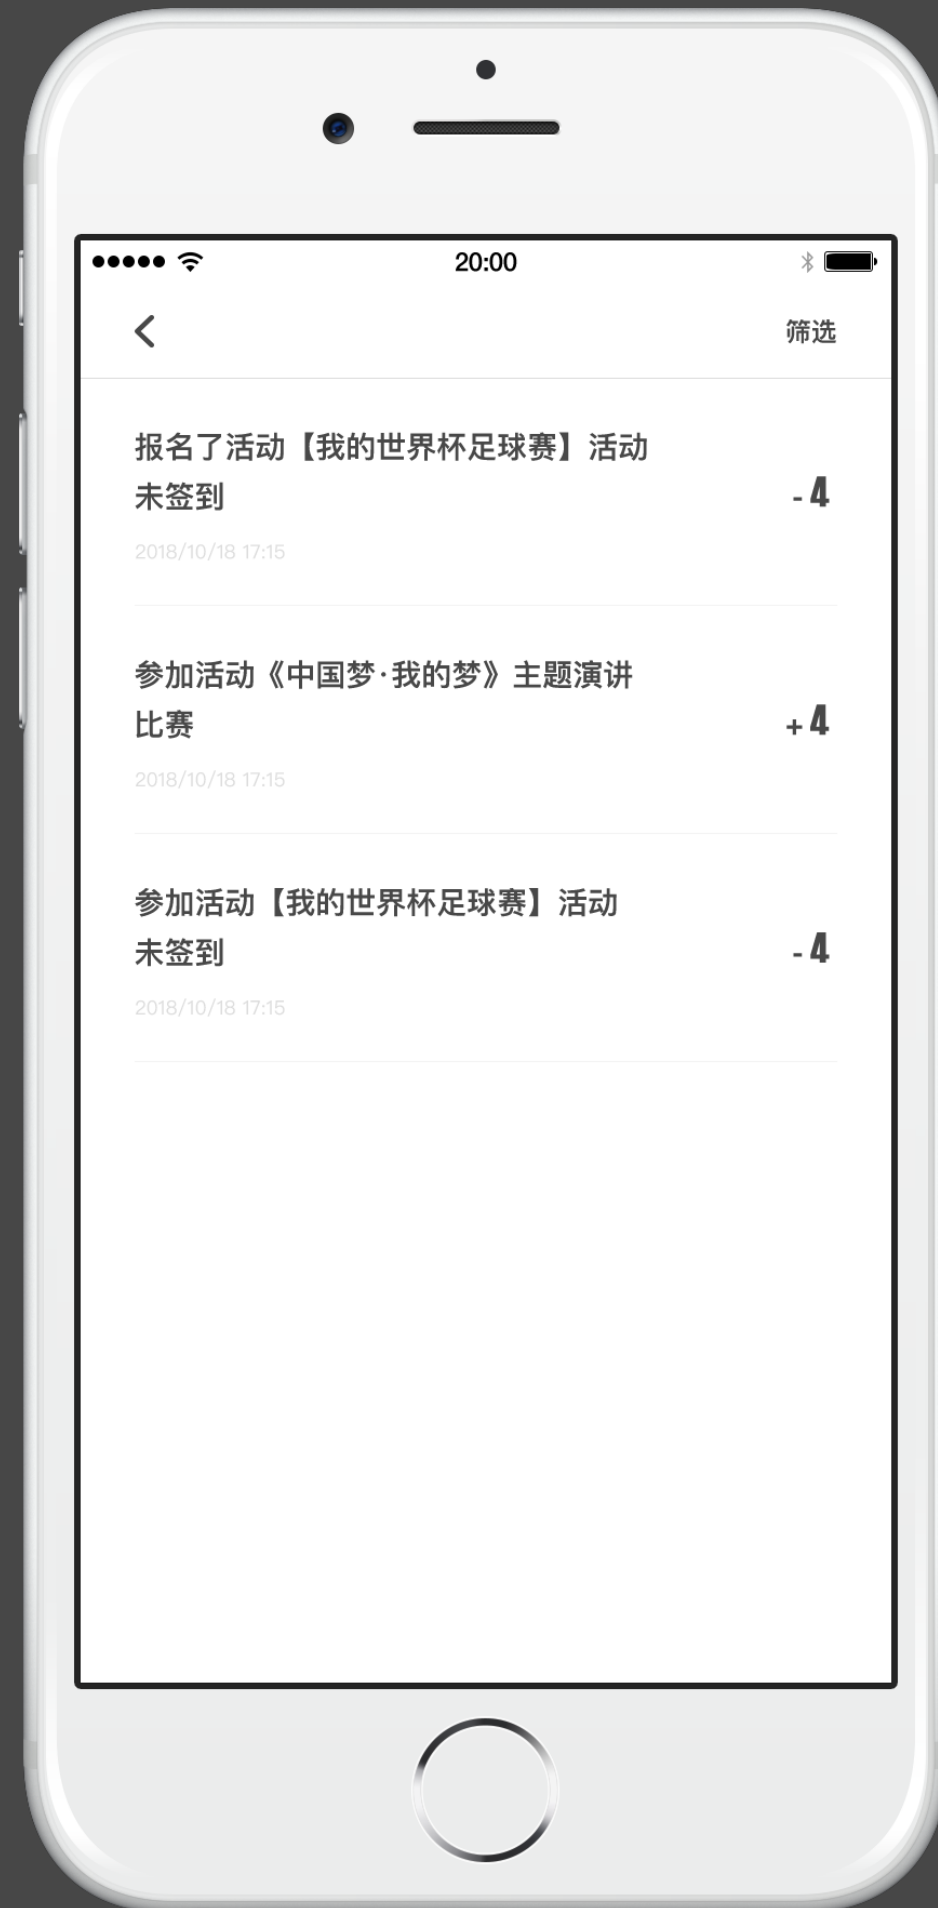 20:00
筛选
报名了活动【我的世界杯足球赛】活动
未签到
- 4
2018/10/18 17:15
参加活动《中国梦·我的梦》主题演讲
比赛
+ 4
2018/10/18 17:15
参加活动【我的世界杯足球赛】活动
未签到
- 4
2018/10/18 17:15